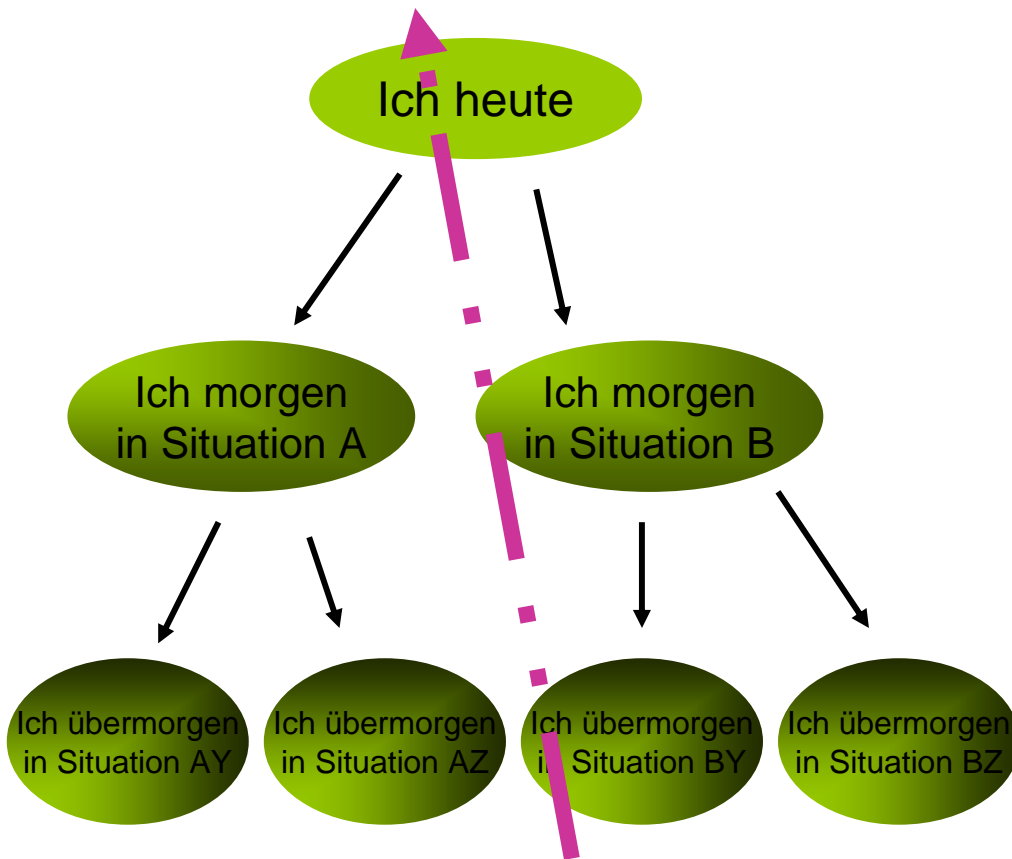 Ich heute
Ich morgen
in Situation A
Ich morgen
in Situation B
Ich übermorgen
in Situation AY
Ich übermorgen
in Situation AZ
Ich übermorgen
in Situation BY
Ich übermorgen
in Situation BZ